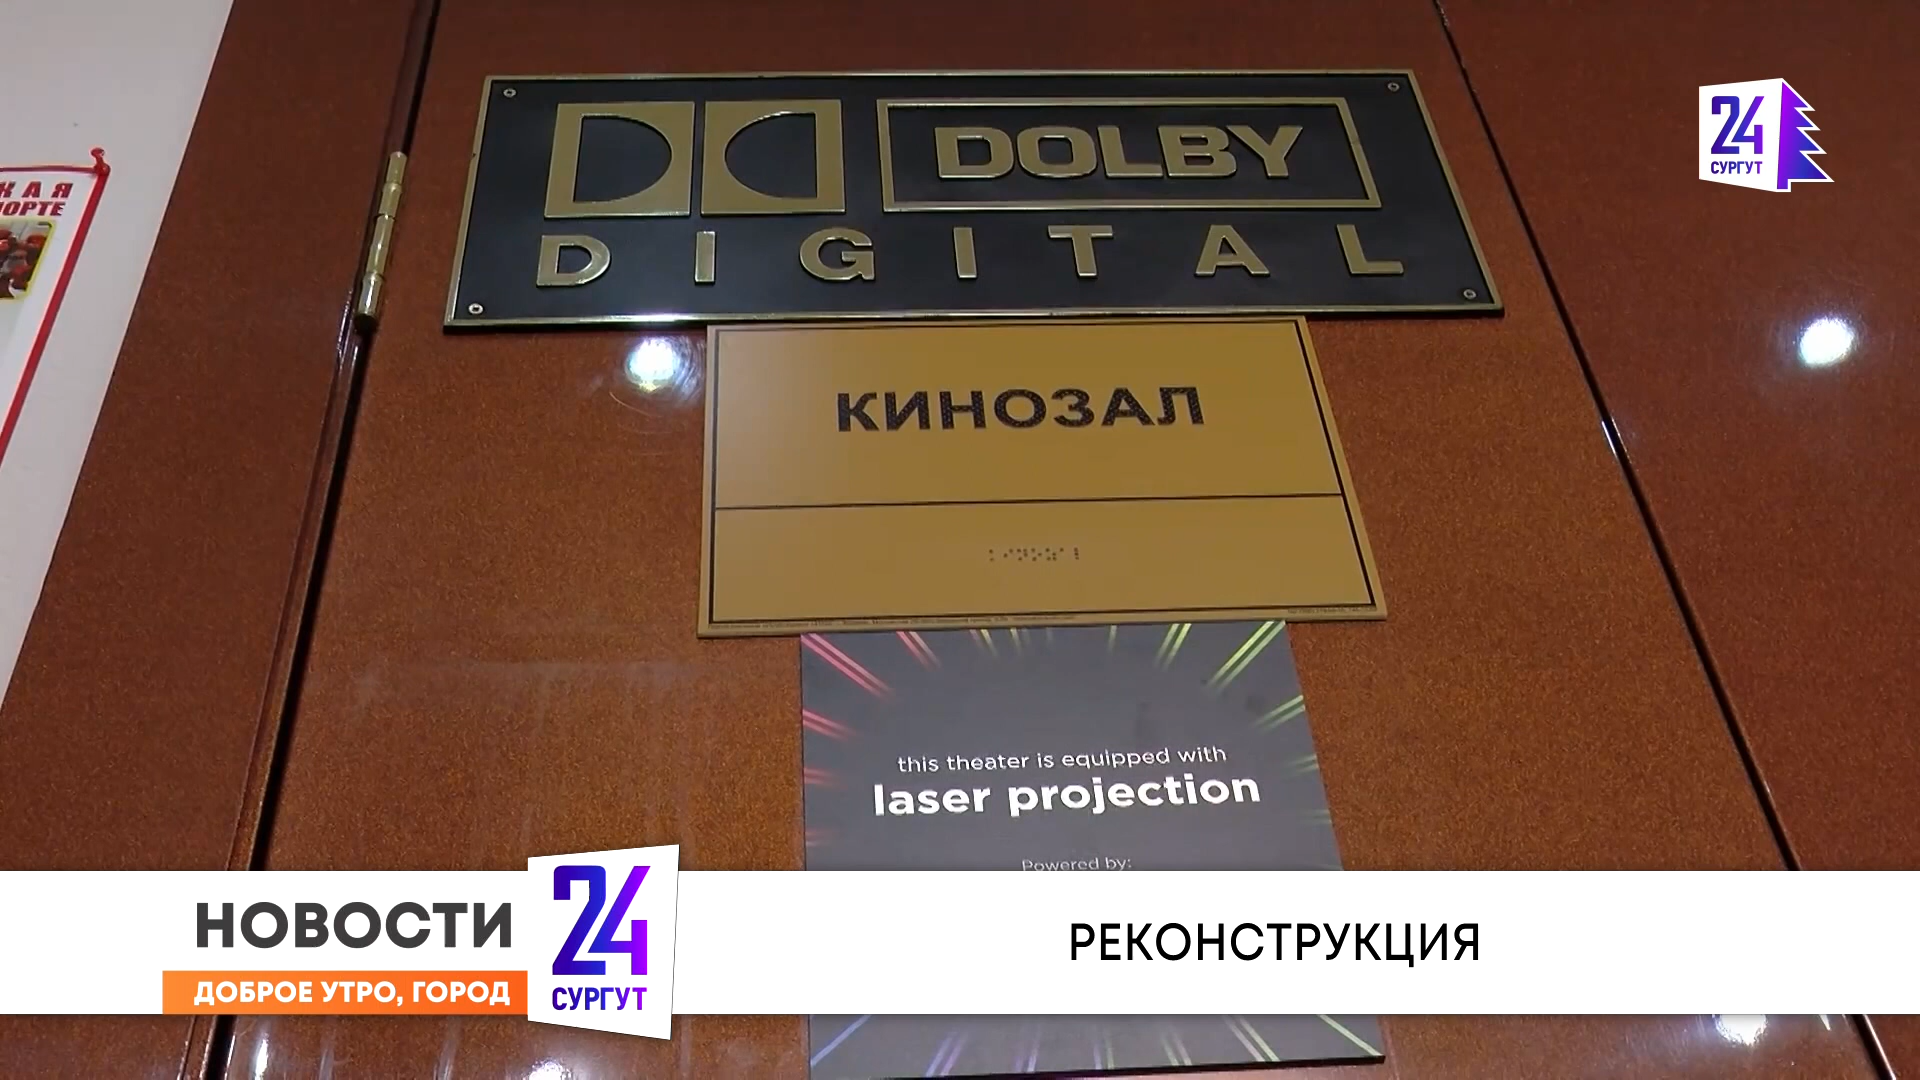 КАЯ
ПОРТЕ
DOLBY
DIGITAL
24
СУРГУТ
КИНОЗАЛ
this theater is equipped with
laser projection
Powered by:
НОВОСТИ
ДОБРОЕ УТРО, ГОРОД
24
СУРГУТ
РЕКОНСТРУКЦИЯ